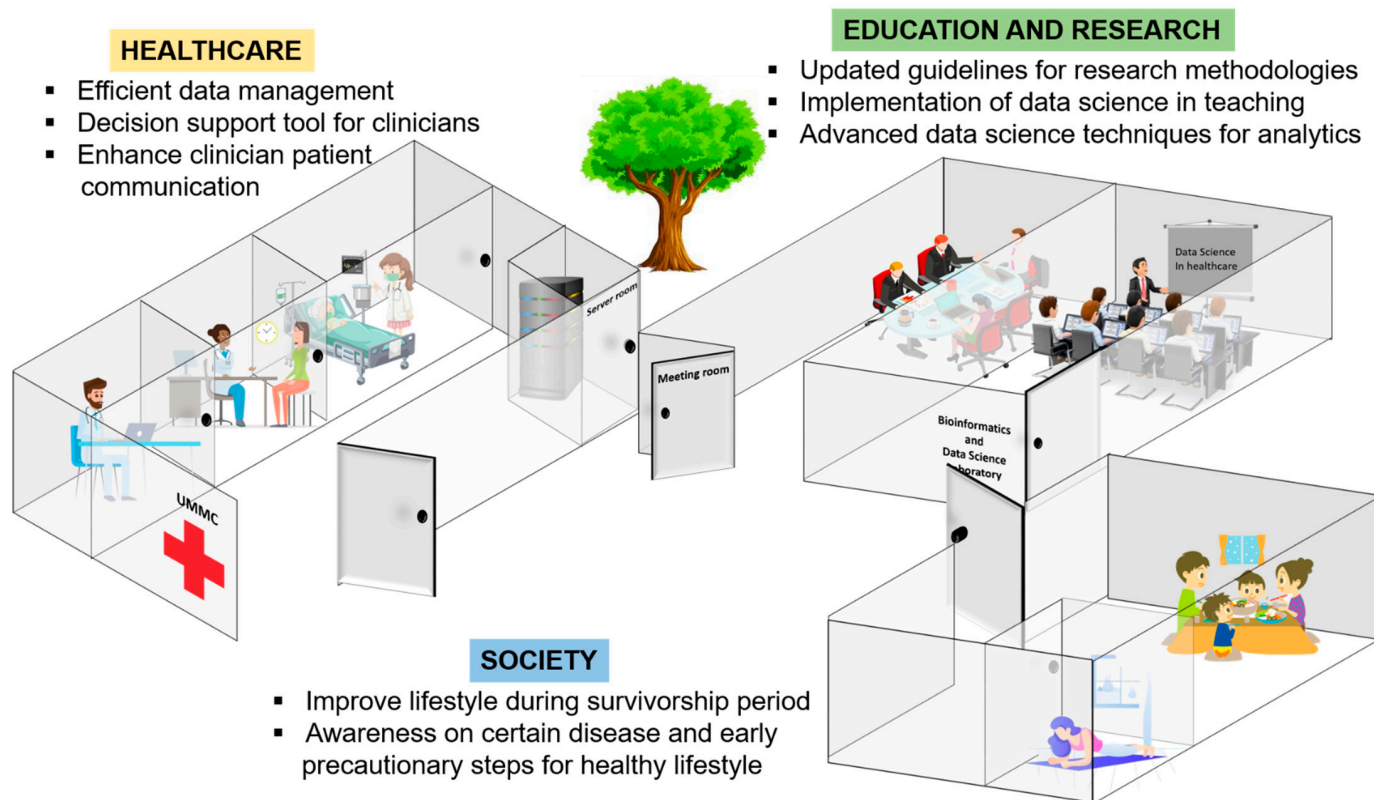 HEALTHCARE
▪ Efficient data management
▪ Decision support tool for clinicians
▪ Enhance clinician patient
communication
EDUCATION AND RESEARCH
▪ Updated guidelines for research methodologies
▪ Implementation of data science in teaching
▪ Advanced data science techniques for analytics
Data Science
In healthcare
Server room
Meeting room
Bioinformatics
and
Data Science
UMMC
SOCIETY
▪ Improve lifestyle during survivorship period
▪ Awareness on certain disease and early
precautionary steps for healthy lifestyle